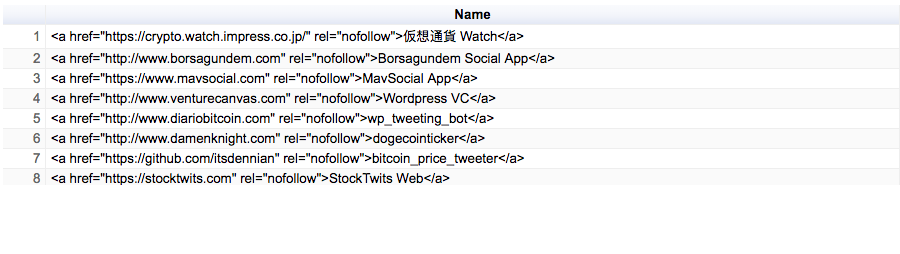 Name
1 <a href="https://crypto.watch.impress.co.jp/" rel="nofollow">仮想通貨 Watch</a>
2 <a href="http://www.borsagundem.com" rel="nofollow">Borsagundem Social App</a>
3 <a href="https://www.mavsocial.com" rel="nofollow">MavSocial App</a>
4 <a href="http://www.venturecanvas.com" rel="nofollow">Wordpress VC</a>
5 <a href="http://www.diariobitcoin.com" rel="nofollow">wp_tweeting_bot</a>
6 <a href="http://www.damenknight.com" rel="nofollow">dogecointicker</a>
7 <a href="https://github.com/itsdennian" rel="nofollow">bitcoin_price_tweeter</a>
8 <a href="https://stocktwits.com" rel="nofollow">StockTwits Web</a>